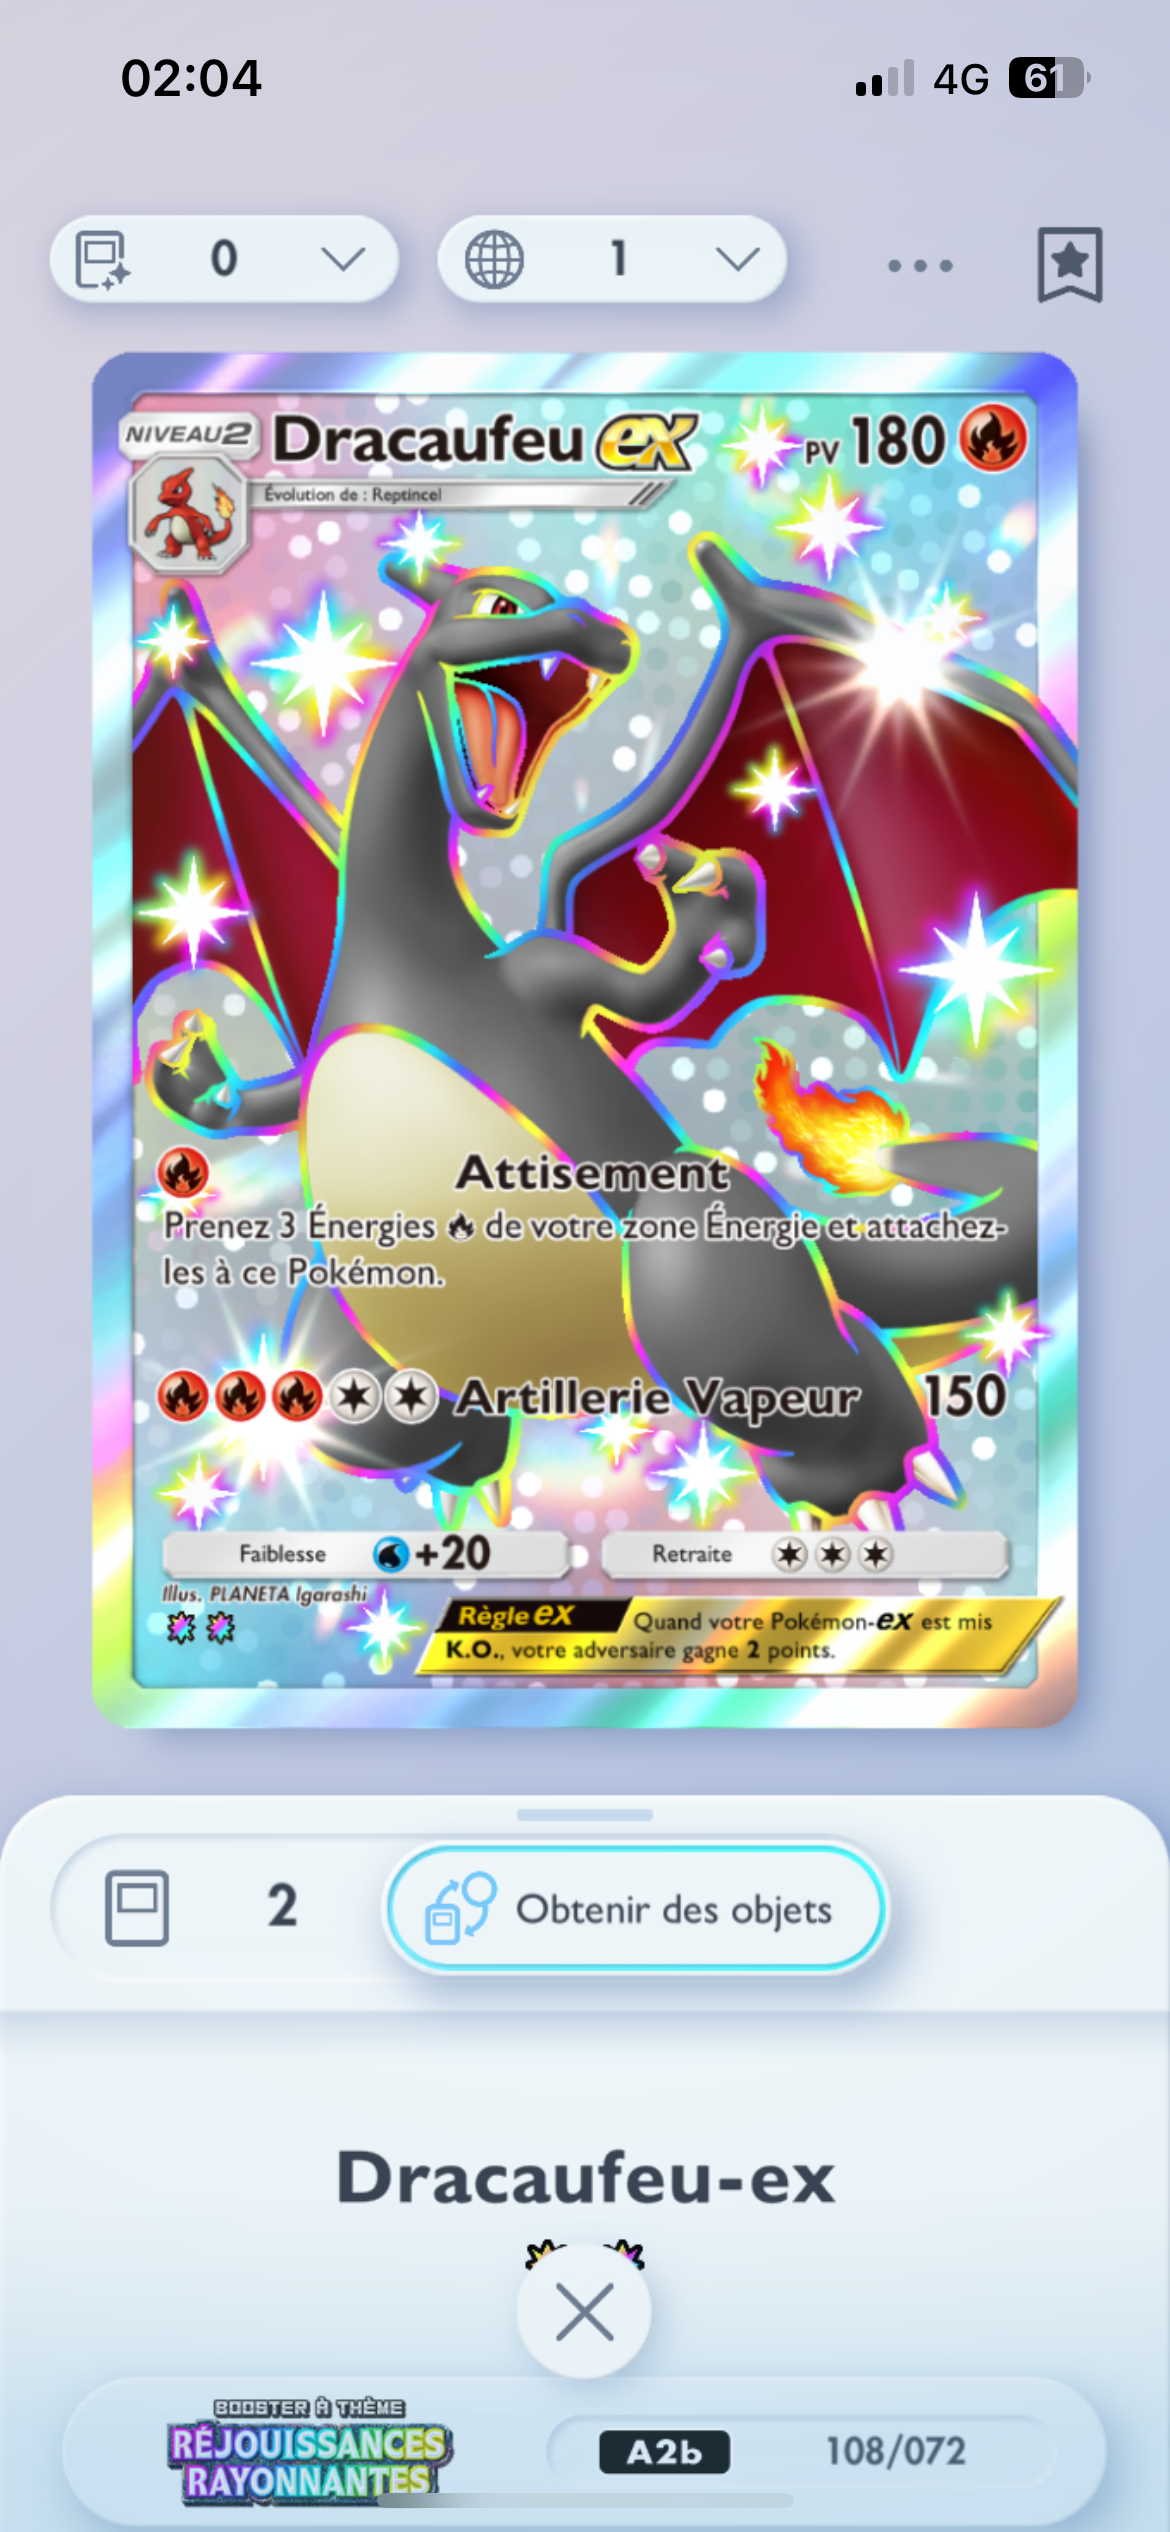 02:04
4G 61
0
1
NIVEAU2
Dracaufeu ex
PV 180
Évolution de : Reptincel
Attisement
Prenez 3 Énergies de votre zone Énergie et attachez-
les à ce Pokémon.
Artillerie Vapeur 150
Faiblesse +20
Retraite
Illus. PLANETA Igarashi
Règle ex Quand votre Pokémon-ex est mis
K.O., votre adversaire gagne 2 points.
2
Obtenir des objets
Dracaufeu-ex
BOOSTER À THÈME
RÉJOUISSANCES
RAYONNANTES
A2b
108/072